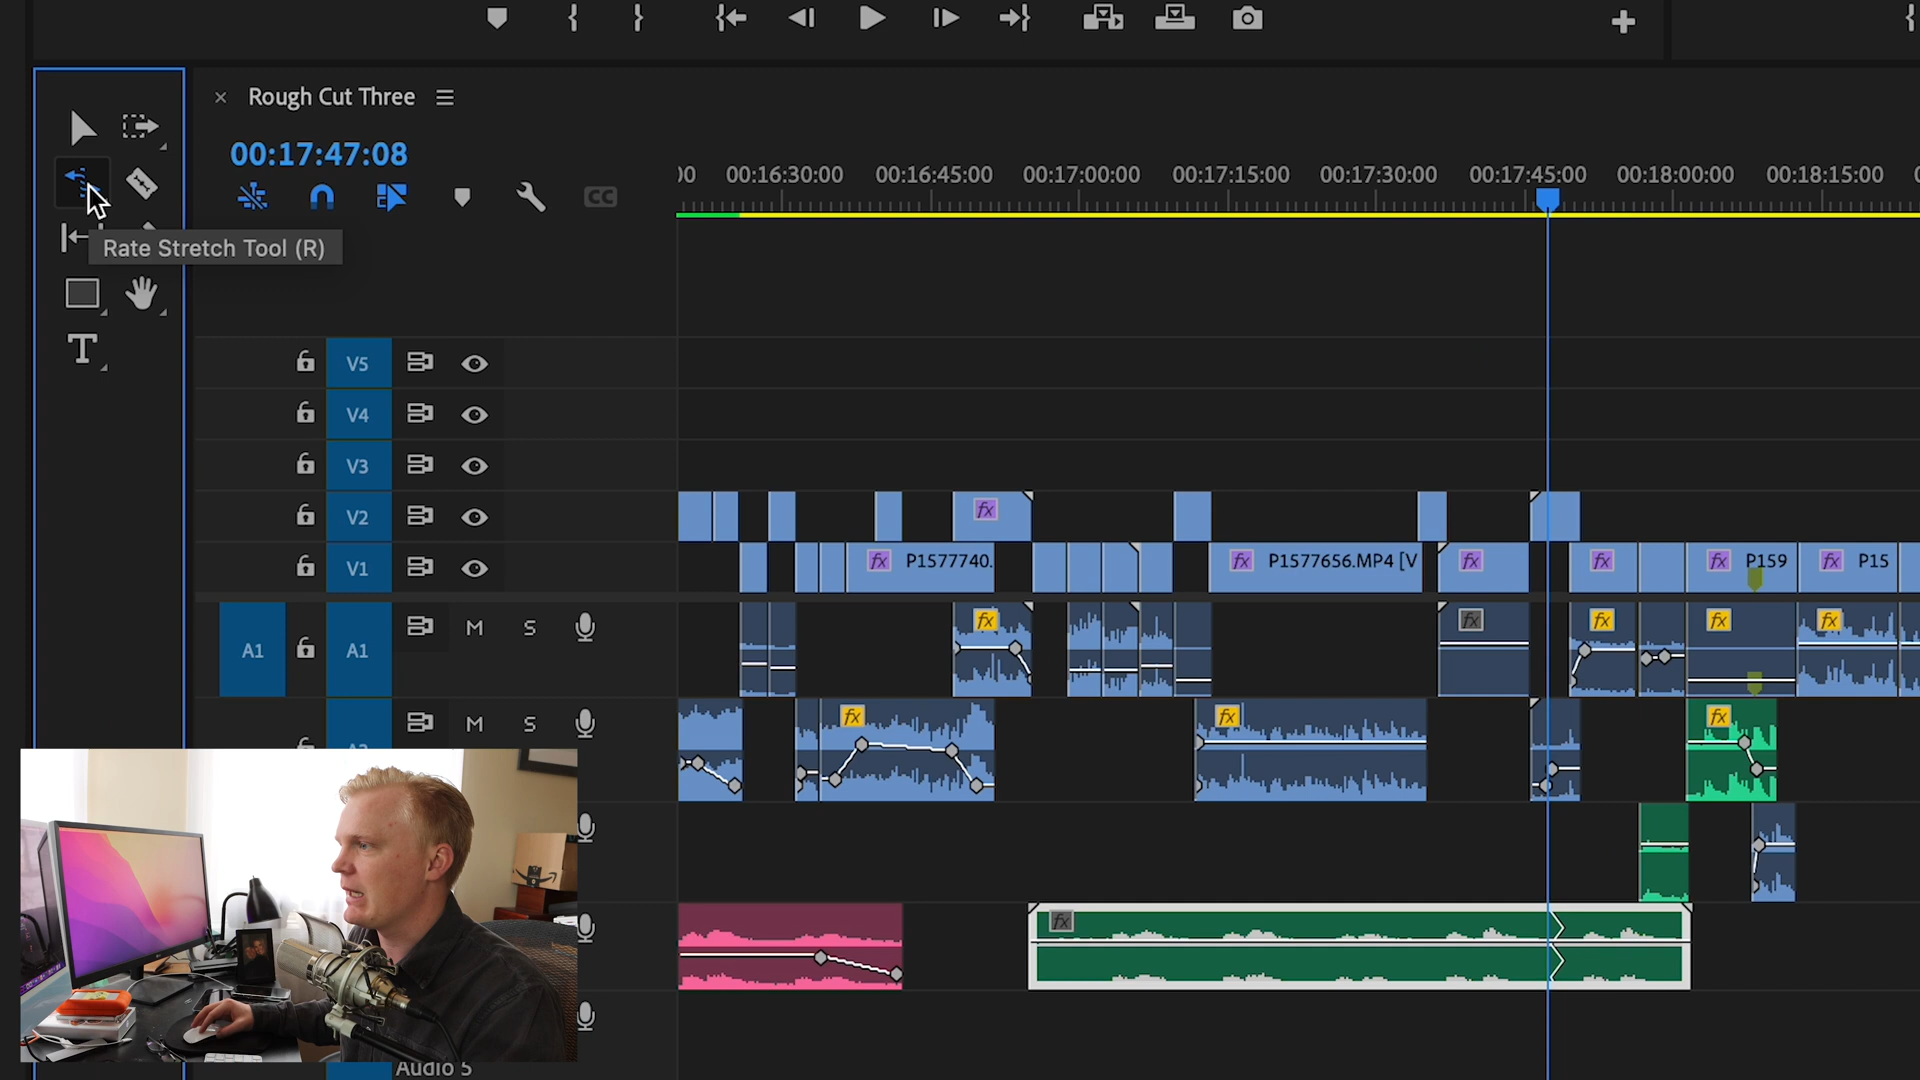 Rough Cut Three
00:17:47:08
00 00:16:30:00 00:16:45:00 00:17:00:00 00:17:15:00 00:17:30:00 00:17:45:00 00:18:00:00 00:18:15:00
CC
Rate Stretch Tool (R)
T
V5
V4
V3
V2 fx
V1 fx P1577740. fx P1577656.MP4 [V fx fx fx P159 fx P15
A1 A1 M S fx fx fx fx fx
M S fx fx fx
fx
Audio 5